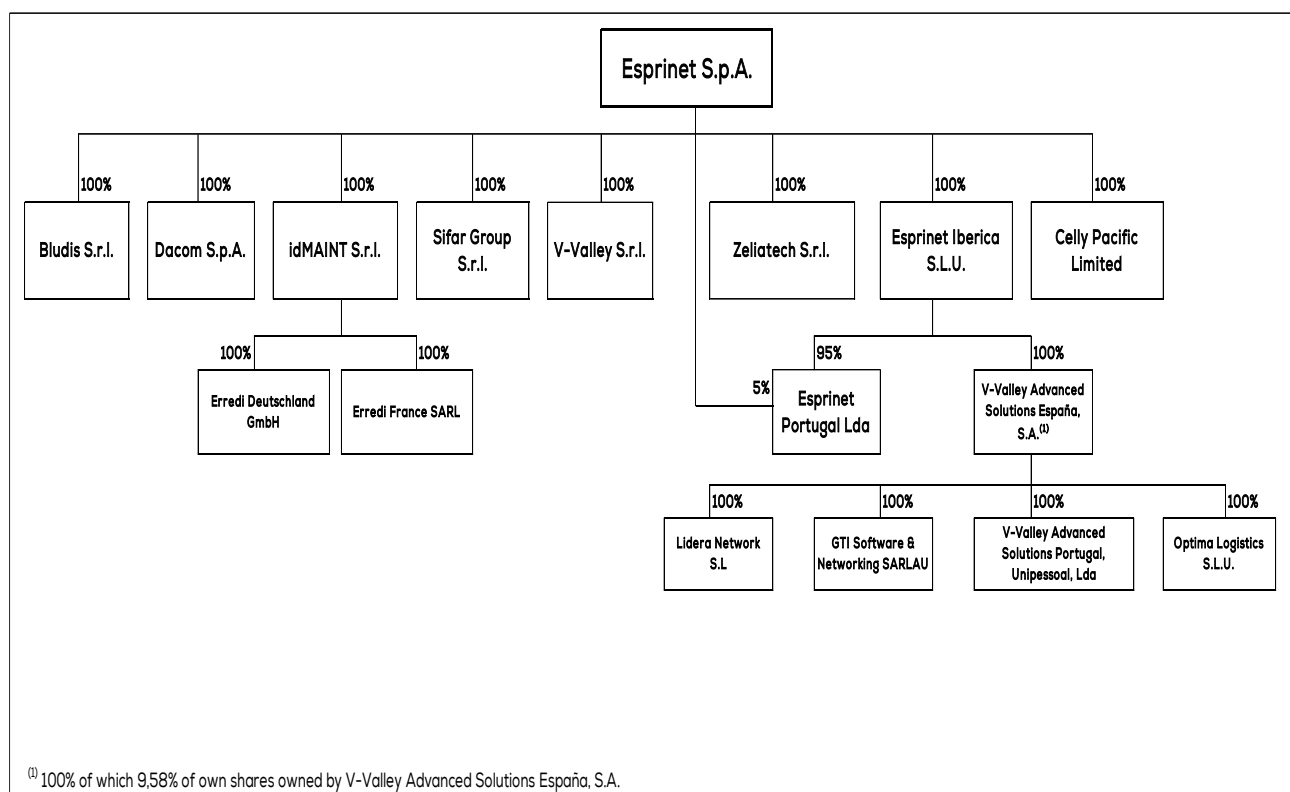 Esprinet S.p.A.
100%
100%
100%
100%
100%
100%
100%
100%
Bludis S.r.l.
Dacom S.p.A.
idMAINT S.r.l.
Sifar Group
S.r.l.
V-Valley S.r.l.
Zeliatech S.r.l.
Esprinet Iberica
S.L.U.
Celly Pacific
Limited
100%
100%
95%
100%
5%
Erredi Deutschland
GmbH
Erredi France SARL
Esprinet
Portugal Lda
V-Valley Advanced
Solutions España,
S.A.(1)
100%
100%
100%
100%
Lidera Network
S.L
GTI Software &
Networking SARLAU
V-Valley Advanced
Solutions Portugal,
Unipessoal, Lda
Optima Logistics
S.L.U.
(1) 100% of which 9,58% of own shares owned by V-Valley Advanced Solutions España, S.A.